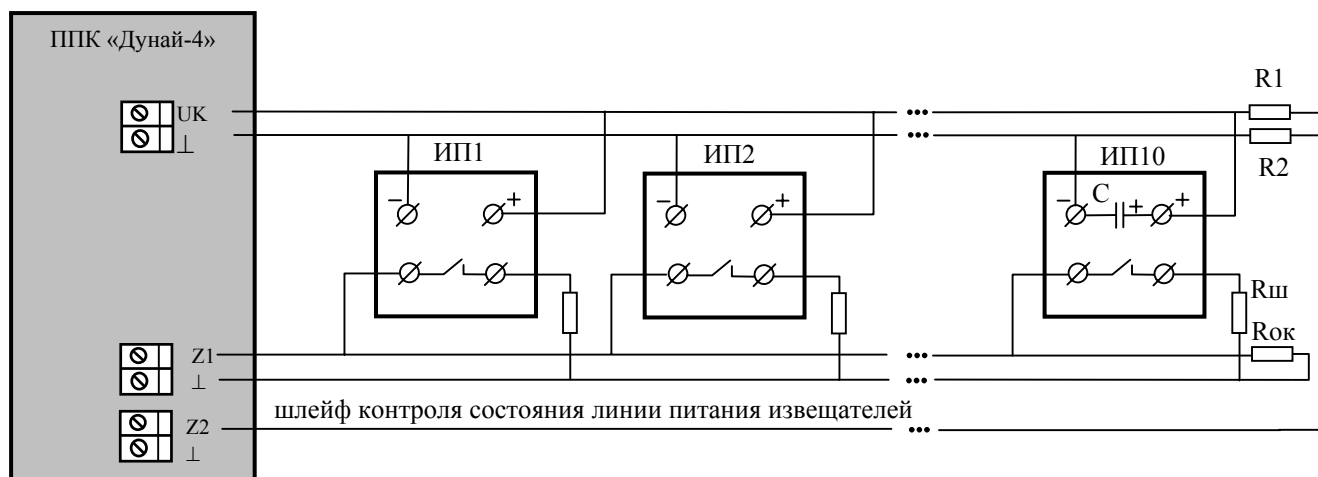 ППК «Дунай-4»
R1
UK
...
⊥
...
ИП1
ИП2
ИП10
R2
− +
− +
− C + +
Rш
Z1
...
Rок
⊥
...
шлейф контроля состояния линии питания извещателей
Z2
...
⊥